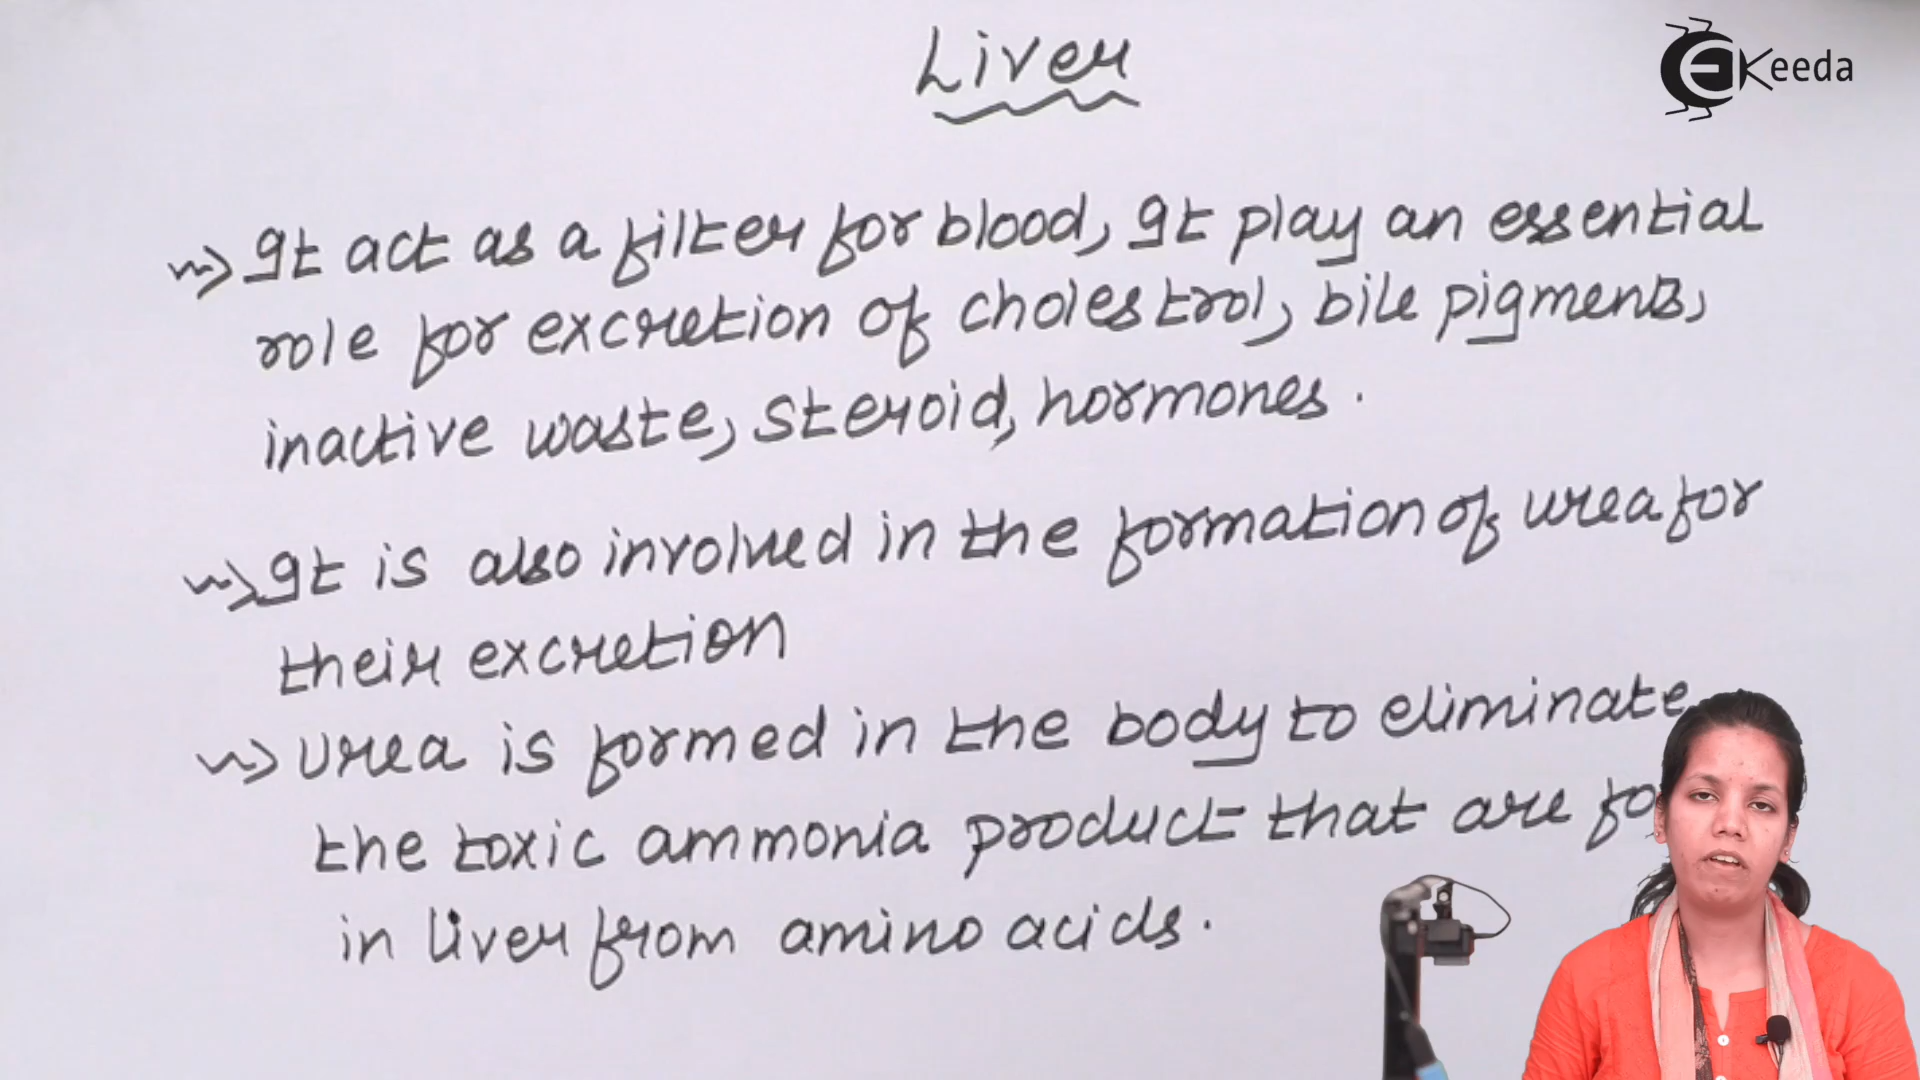 Liver
EKeeda
It act as a filter for blood, It play an essential
role for excretion of cholestrol, bile pigments,
inactive waste, steroid, hormones.
It is also involved in the formation of urea for
their excretion
Urea is formed in the body to eliminate
the toxic ammonia product that are fo
in liver from amino acids.